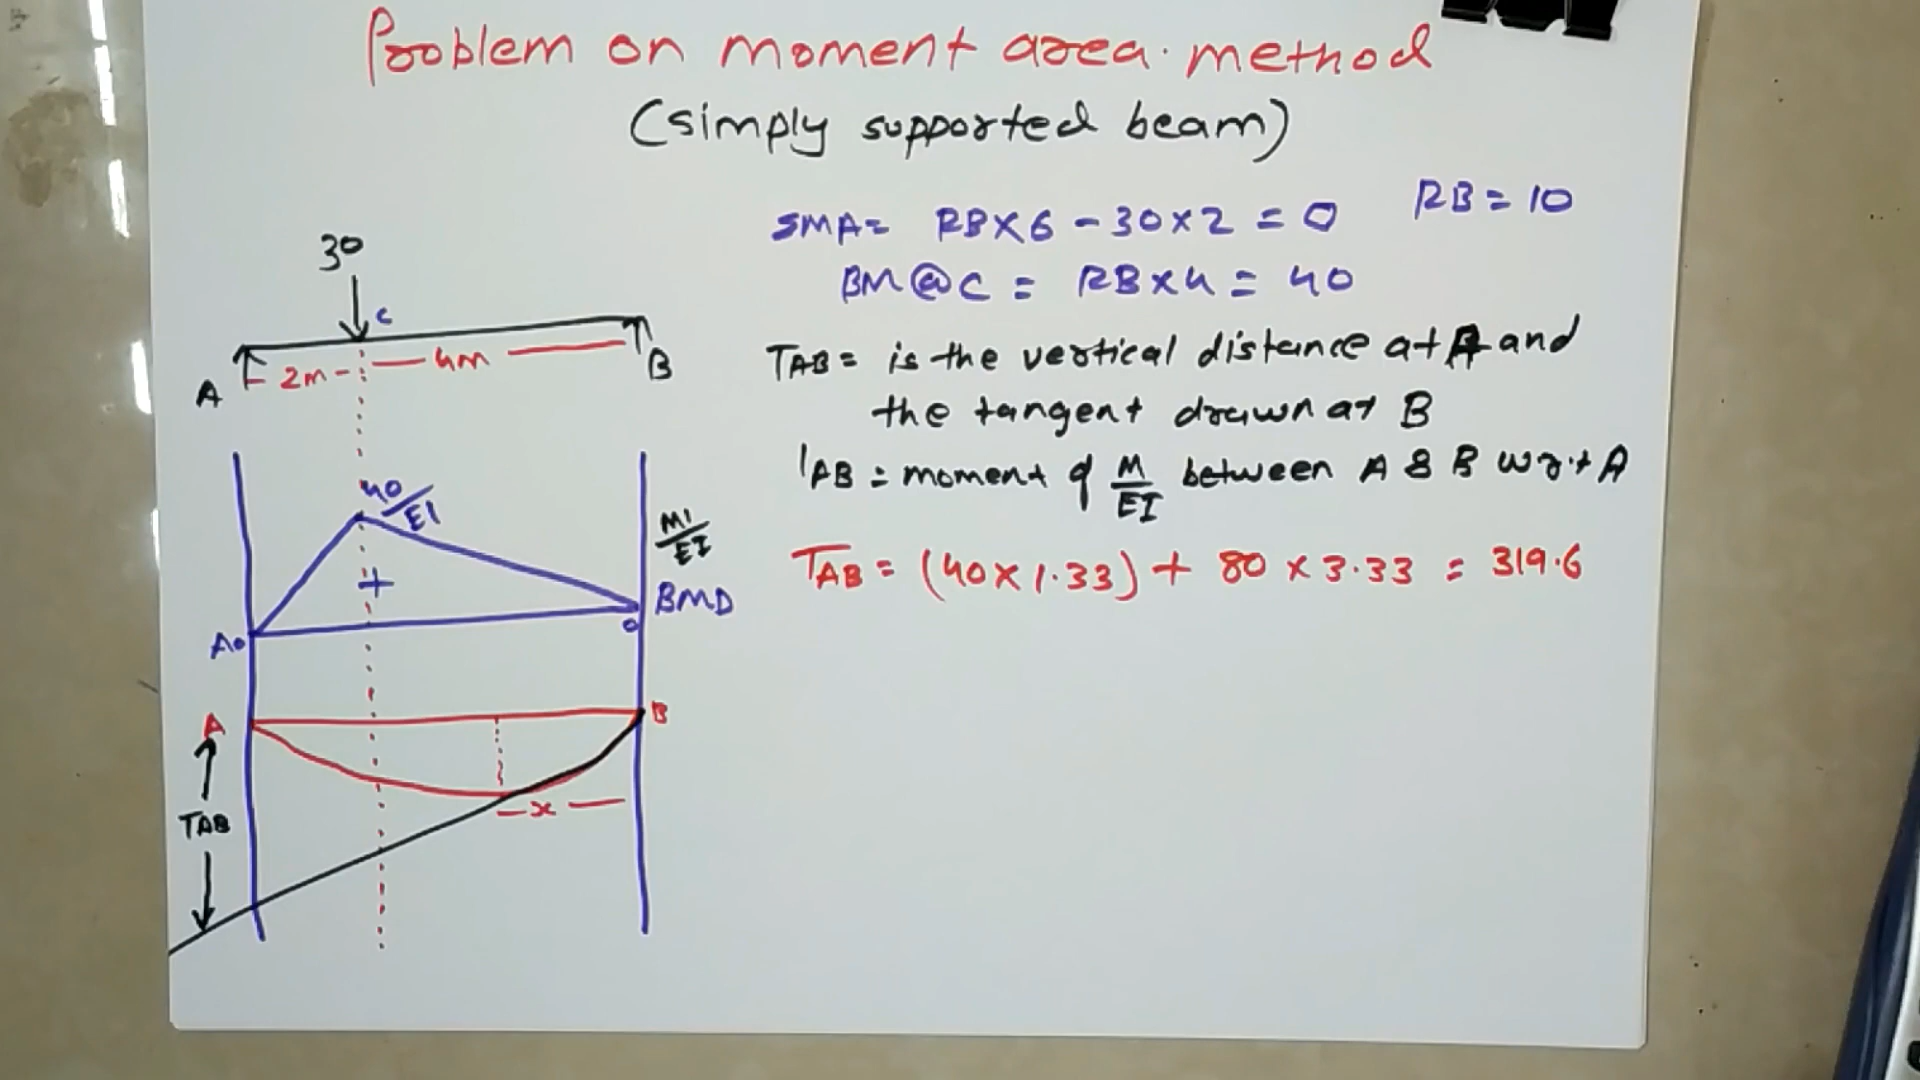 Problem on moment area method
(simply supported beam)
ΣMA = RB×6 - 30×2 = 0 RB = 10
BM@C = RB×4 = 40
TAB = is the vertical distance at A and
the tangent drawn at B
TAB = moment of M/EI between A & B w.r.t A
TAB = (40×1.33) + 80×3.33 = 319.6
30
C
A 2m 4m B
40/EI
M/EI
+
BMD
A 0 0
A B
x
TAB